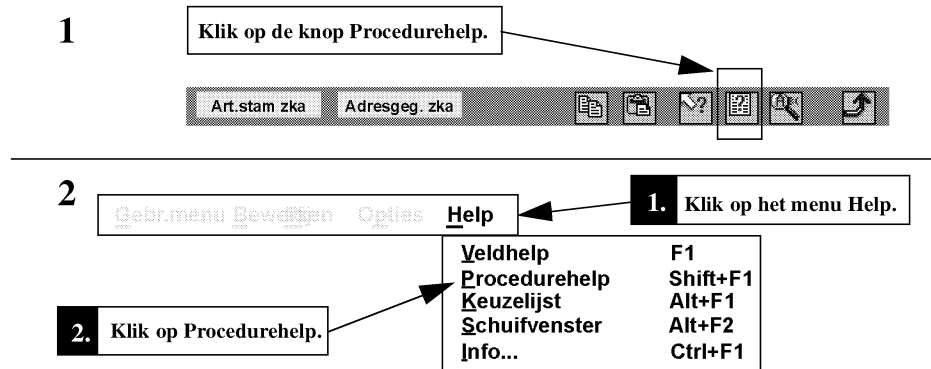 1
Klik op de knop Procedurehelp.
Art.stam zka Adresgeg. zka
2
Gebr.menu Opties Help
1. Klik op het menu Help.
Veldhelp F1
Procedurehelp Shift+F1
Keuzelijst Alt+F1
Schuifvenster Alt+F2
Info... Ctrl+F1
2. Klik op Procedurehelp.